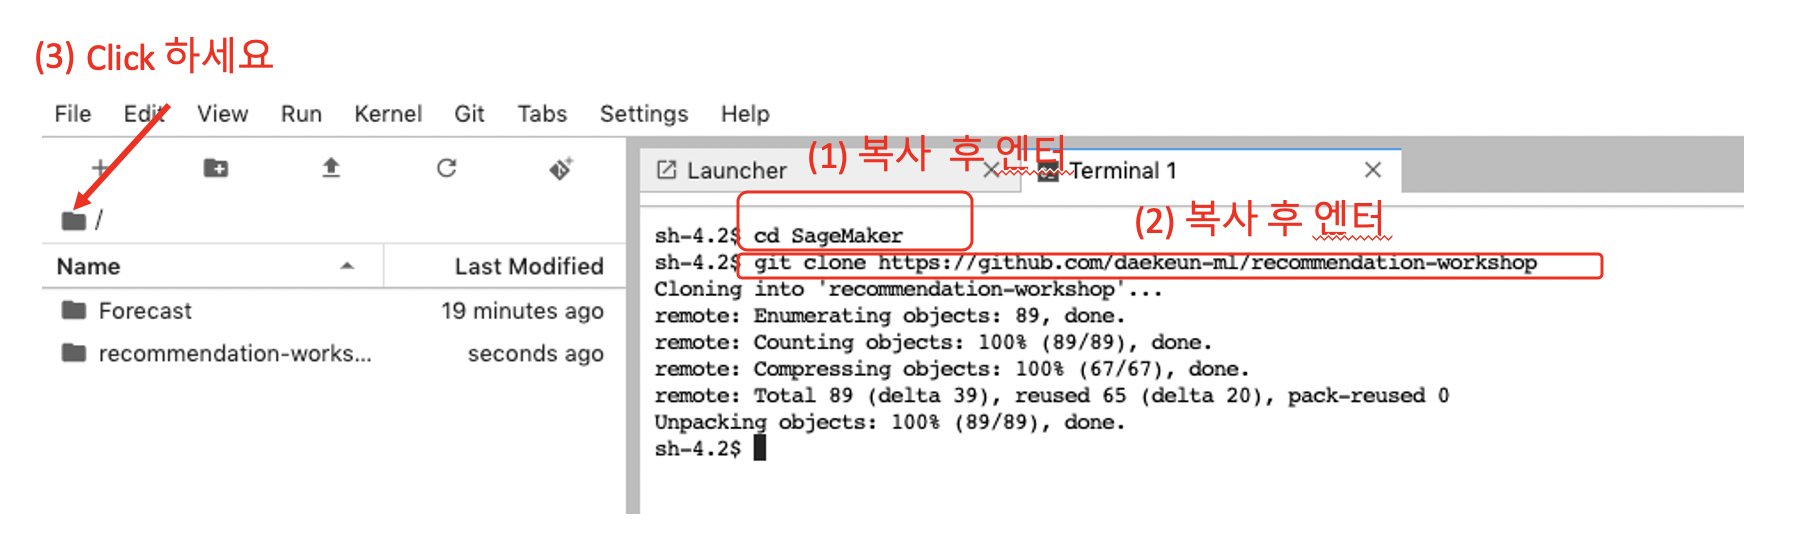 (3) Click 하세요
File Edit View Run Kernel Git Tabs Settings Help
(1) 복사 후 엔터
Launcher
Terminal 1
/
(2) 복사 후 엔터
Name Last Modified
Forecast 19 minutes ago
recommendation-works... seconds ago
sh-4.2$ cd SageMaker
sh-4.2$ git clone https://github.com/daekeun-ml/recommendation-workshop
Cloning into 'recommendation-workshop'...
remote: Enumerating objects: 89, done.
remote: Counting objects: 100% (89/89), done.
remote: Compressing objects: 100% (67/67), done.
remote: Total 89 (delta 39), reused 65 (delta 20), pack-reused 0
Unpacking objects: 100% (89/89), done.
sh-4.2$